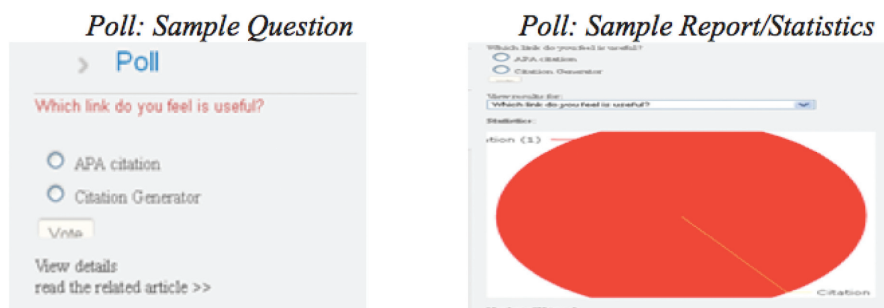 Poll: Sample Question
Poll
Which link do you feel is useful?
APA citation
Citation Generator
Vote
View details
read the related article >>
Poll: Sample Report/Statistics
Which link do you feel is useful?
APA citation
Citation Generator
Vote
View results for:
Which link do you feel is useful?
Statistics:
tion (1)
Citation